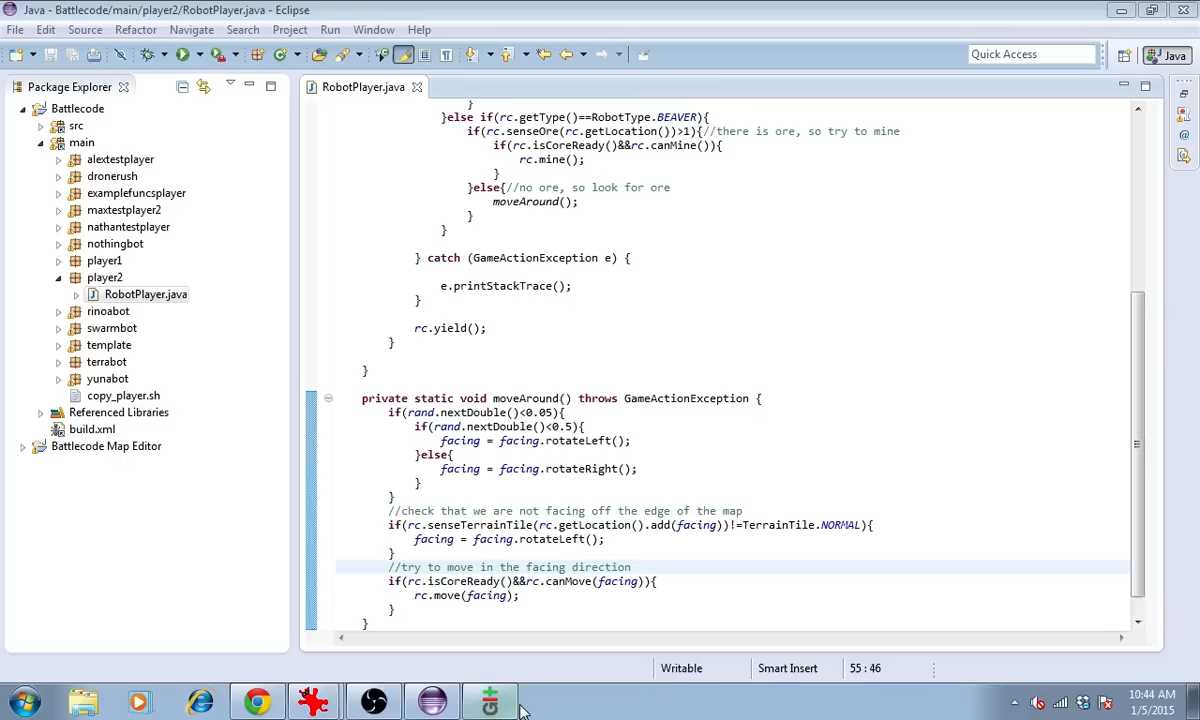 Java - Battlecode/main/player2/RobotPlayer.java - Eclipse
File Edit Source Refactor Navigate Search Project Run Window Help
Quick Access
Java
Package Explorer
RobotPlayer.java
Battlecode
src
main
alextestplayer
dronerush
examplefuncsplayer
maxtestplayer2
nathantestplayer
nothingbot
player1
player2
RobotPlayer.java
rinoabot
swarmbot
template
terrabot
yunabot
copy_player.sh
Referenced Libraries
build.xml
Battlecode Map Editor
}
}else if(rc.getType()==RobotType.BEAVER){
if(rc.senseOre(rc.getLocation())>1){//there is ore, so try to mine
if(rc.isCoreReady()&&rc.canMine()){
rc.mine();
}
}else{//no ore, so look for ore
moveAround();
}
}
} catch (GameActionException e) {
e.printStackTrace();
}
rc.yield();
}
}
private static void moveAround() throws GameActionException {
if(rand.nextDouble()<0.05){
if(rand.nextDouble()<0.5){
facing = facing.rotateLeft();
}else{
facing = facing.rotateRight();
}
}
//check that we are not facing off the edge of the map
if(rc.senseTerrainTile(rc.getLocation().add(facing))!=TerrainTile.NORMAL){
facing = facing.rotateLeft();
}
//try to move in the facing direction
if(rc.isCoreReady()&&rc.canMove(facing)){
rc.move(facing);
}
}
Writable
Smart Insert
55 : 46
git
10:44 AM
1/5/2015